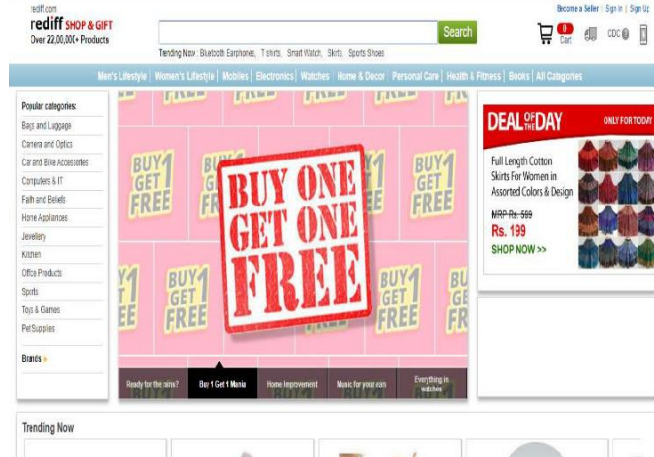 rediff.com
rediff SHOP & GIFT
Over 22,00,00(+ Products
Search
Trending Now: Bluetooth Earphones, T shirts, Smart Watch, Skirts, Sports Shoes
Become a Seller | Sign In | Sign Up
0
Cart
CDC
Men's Lifestyle | Women's Lifestyle | Mobiles | Electronics | Watches | Home & Decor | Personal Care | Health & Fitness | Books | All Categories
Popular categories:
Bags and Luggage
Camera and Optics
Car and Bike Accessories
Computers & IT
Faith and Beliefs
Home Appliances
Jewellery
Kitchen
Office Products
Sports
Toys & Games
Pet Supplies
Brands »
BUY 1
GET
FREE
BUY ONE
GET ONE
FREE
Ready for the rains?
Buy 1 Get 1 Mania
Home Improvement
Music for your ears
Everything in
watches
DEAL OF THE DAY
ONLY FOR TODAY
Full Length Cotton
Skirts For Women in
Assorted Colors & Design
MRP Rs. 599
Rs. 199
SHOP NOW >>
Trending Now